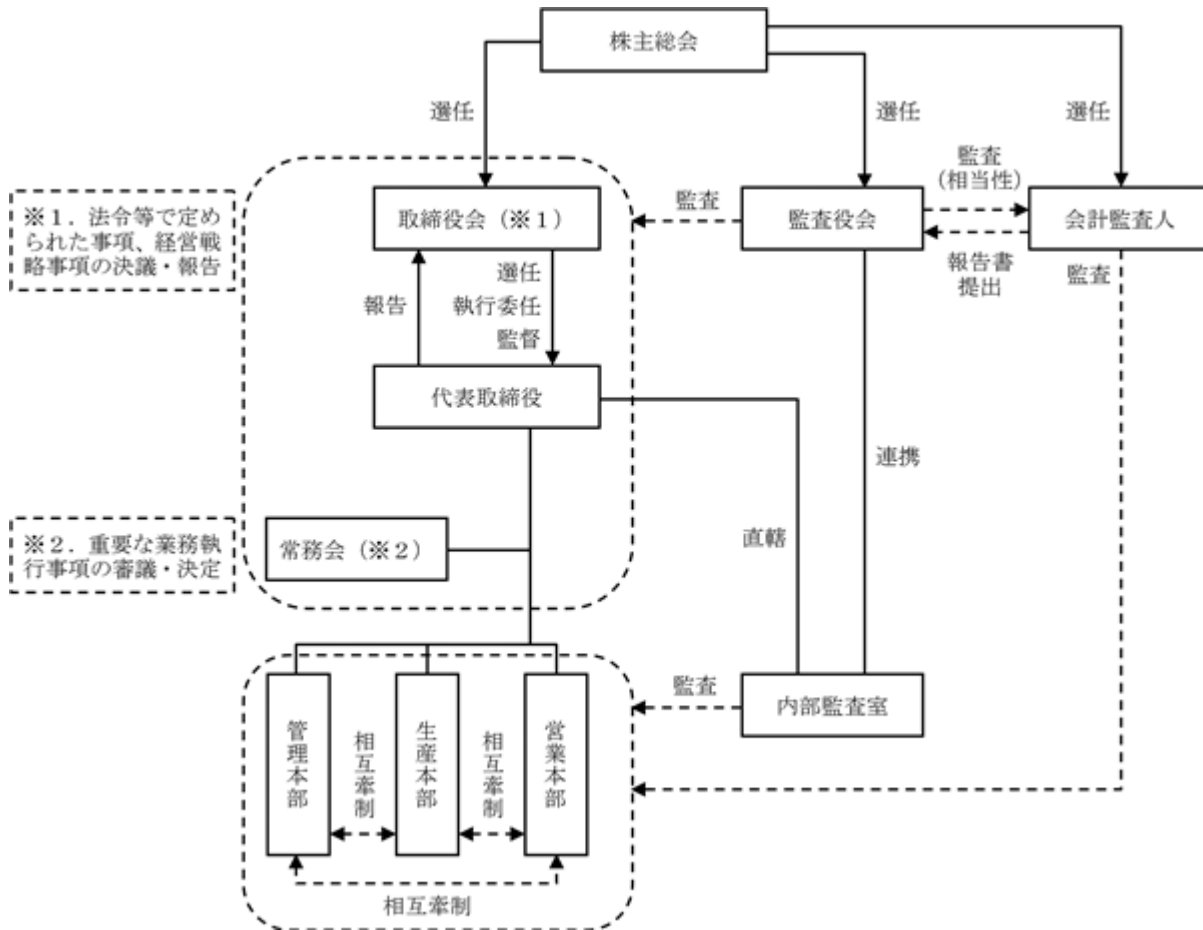 株主総会
選任
選任
選任
監査
(相当性)
※１．法令等で定め
られた事項、経営戦
略事項の決議・報告
取締役会（※１）
監査
監査役会
会計監査人
報告書
提出
監査
選任
執行委任
監督
報告
代表取締役
連携
直轄
※２．重要な業務執
行事項の審議・決定
常務会（※２）
監査
内部監査室
管理本部
相互牽制
生産本部
相互牽制
営業本部
相互牽制